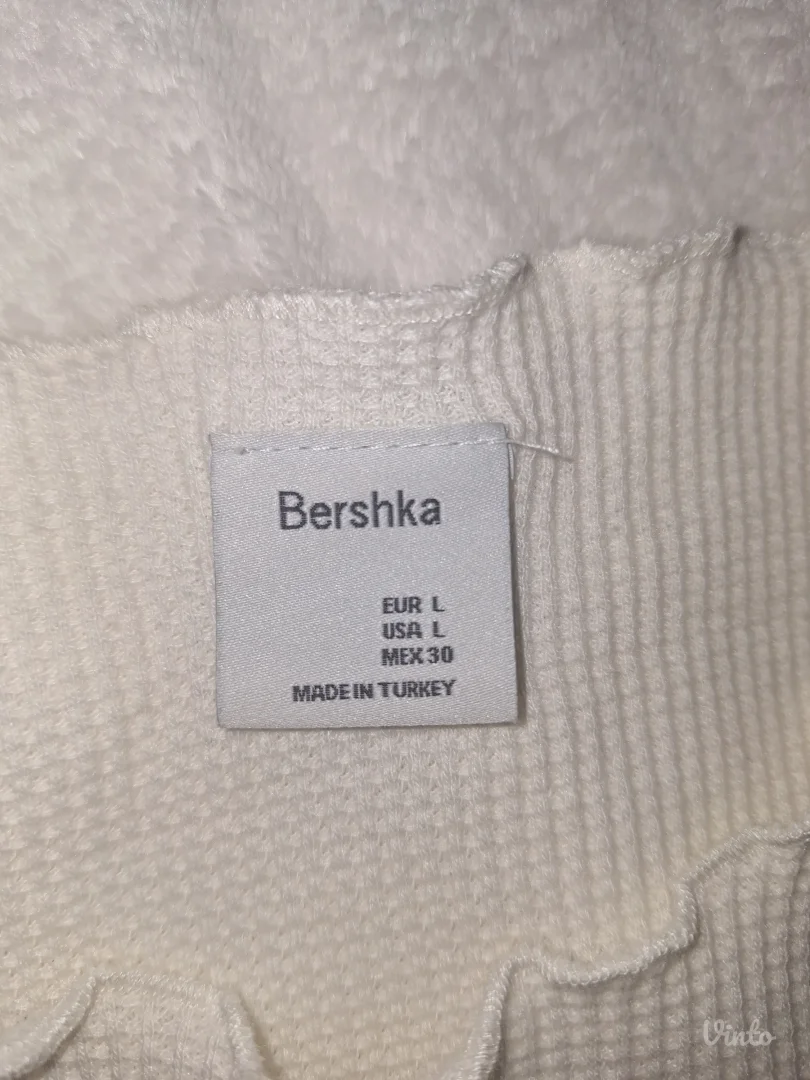 Bershka
EUR L
USA L
MEX 30
MADE IN TURKEY
Vinto